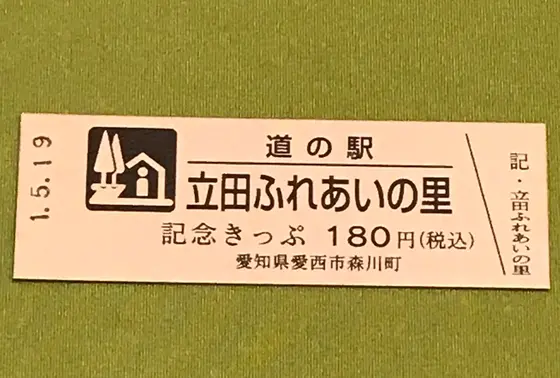 1.5.19
道の駅
立田ふれあいの里
記念きっぷ 180円(税込)
愛知県愛西市森川町
記・立田ふれあいの里